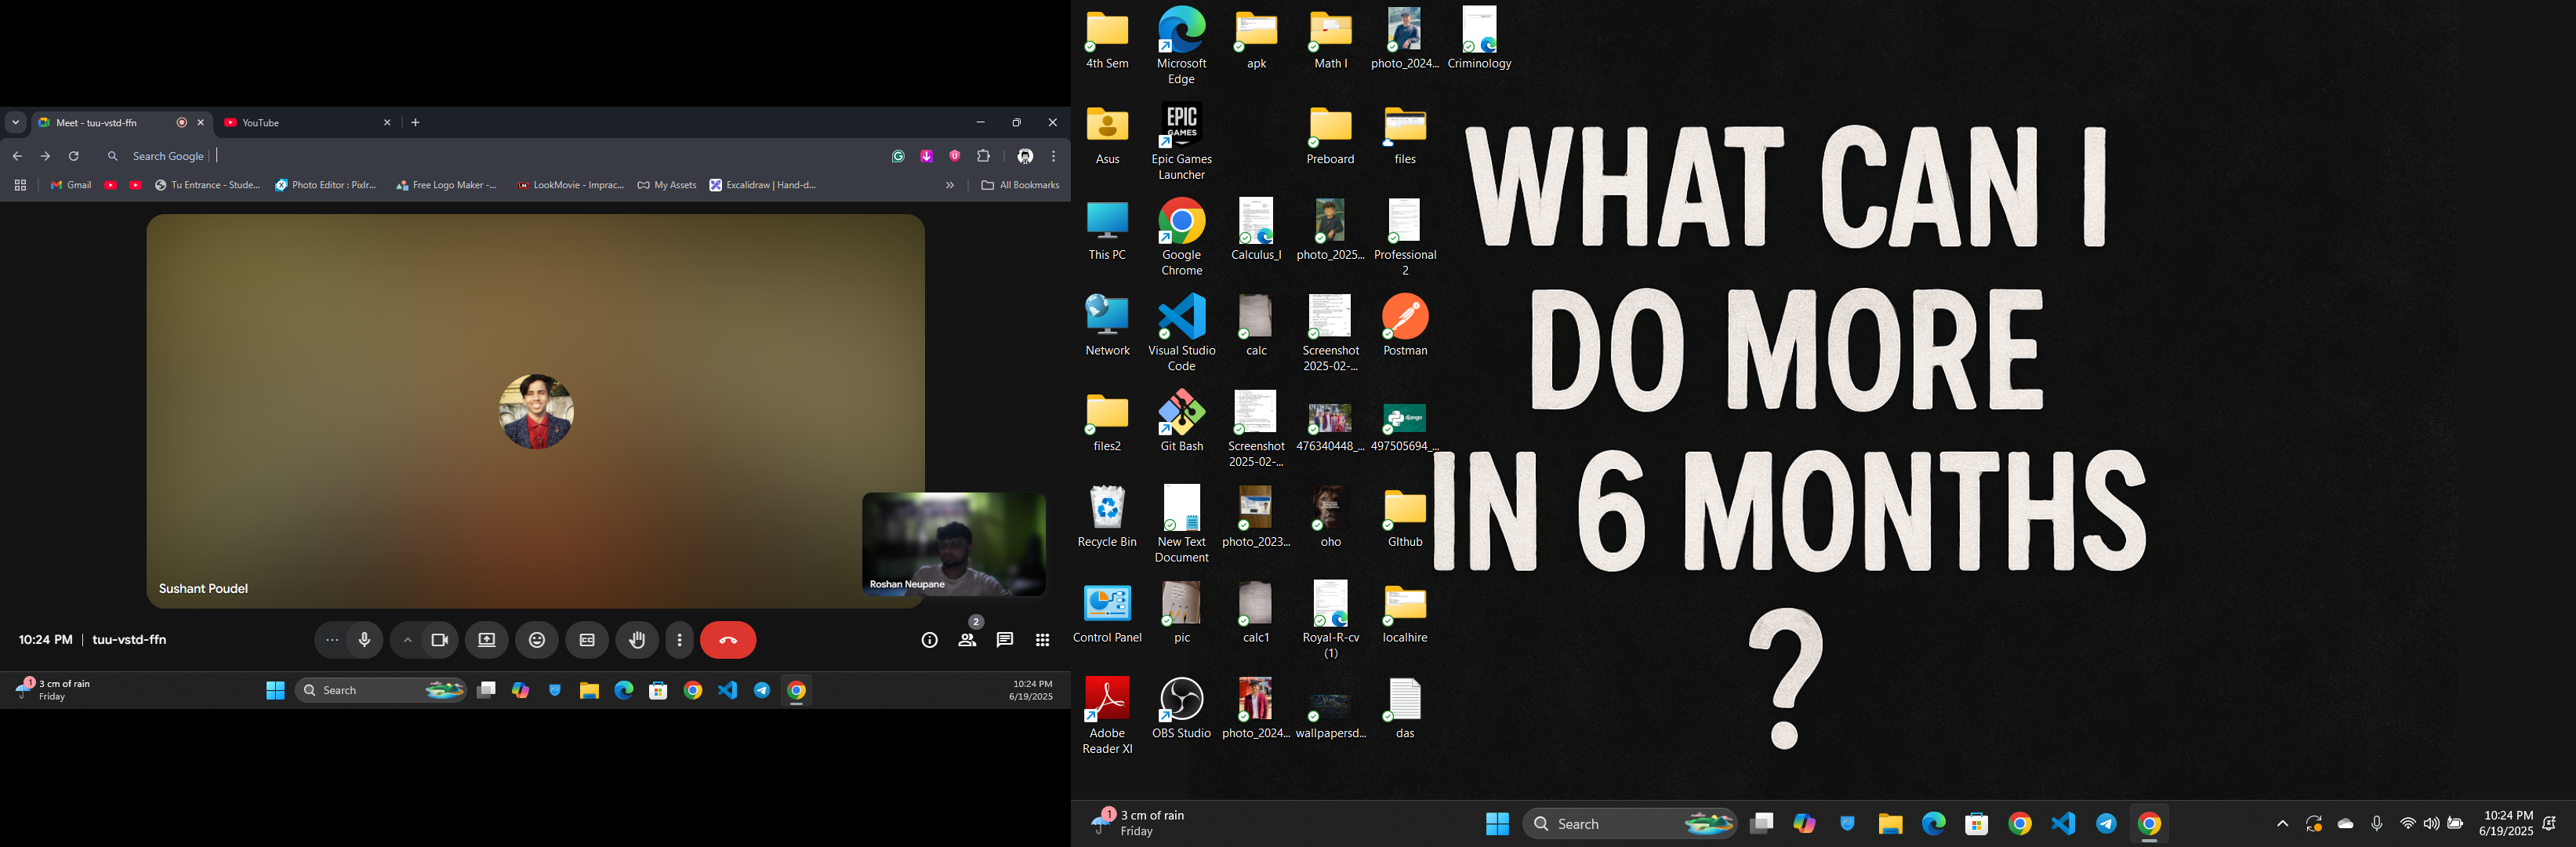 Meet - tuu-vstd-ffn
YouTube
Search Google
Gmail
Tu Entrance - Stude...
Photo Editor : Pixlr...
Free Logo Maker -...
LookMovie - Imprac...
My Assets
Excalidraw | Hand-d...
All Bookmarks
Sushant Poudel
Roshan Neupane
10:24 PM | tuu-vstd-ffn
2
1
3 cm of rain
Friday
Search
10:24 PM
6/19/2025
4th Sem
Microsoft
Edge
apk
Math I
photo_2024...
Criminology
Asus
EPIC
GAMES
Epic Games
Launcher
Preboard
files
This PC
Google
Chrome
Calculus_I
photo_2025...
Professional
2
Network
Visual Studio
Code
calc
Screenshot
2025-02-...
Postman
files2
Git Bash
Screenshot
2025-02-...
476340448_...
django
497505694_...
Recycle Bin
New Text
Document
photo_2023...
oho
GIthub
Control Panel
pic
calc1
Royal-R-cv
(1)
localhire
Adobe
Reader XI
OBS Studio
photo_2024...
wallpapersd...
das
WHAT CAN I
DO MORE
IN 6 MONTHS
?
1
3 cm of rain
Friday
Search
10:24 PM
6/19/2025